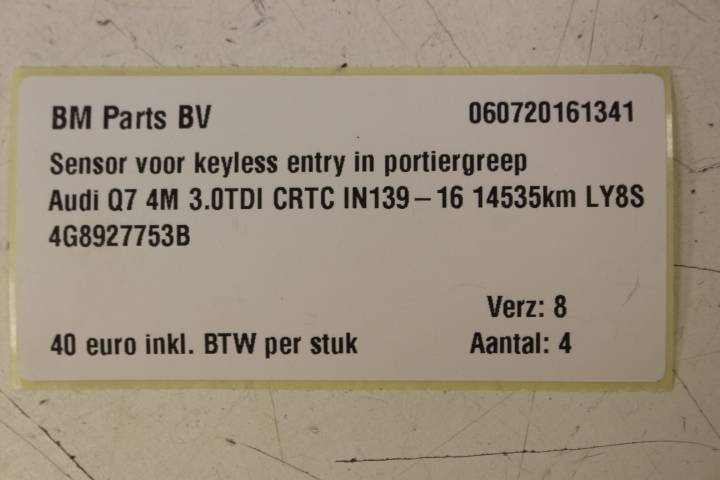 BM Parts BV 060720161341
Sensor voor keyless entry in portiergreep
Audi Q7 4M 3.0TDI CRTC IN139-16 14535km LY8S
4G8927753B
Verz: 8
40 euro inkl. BTW per stuk Aantal: 4